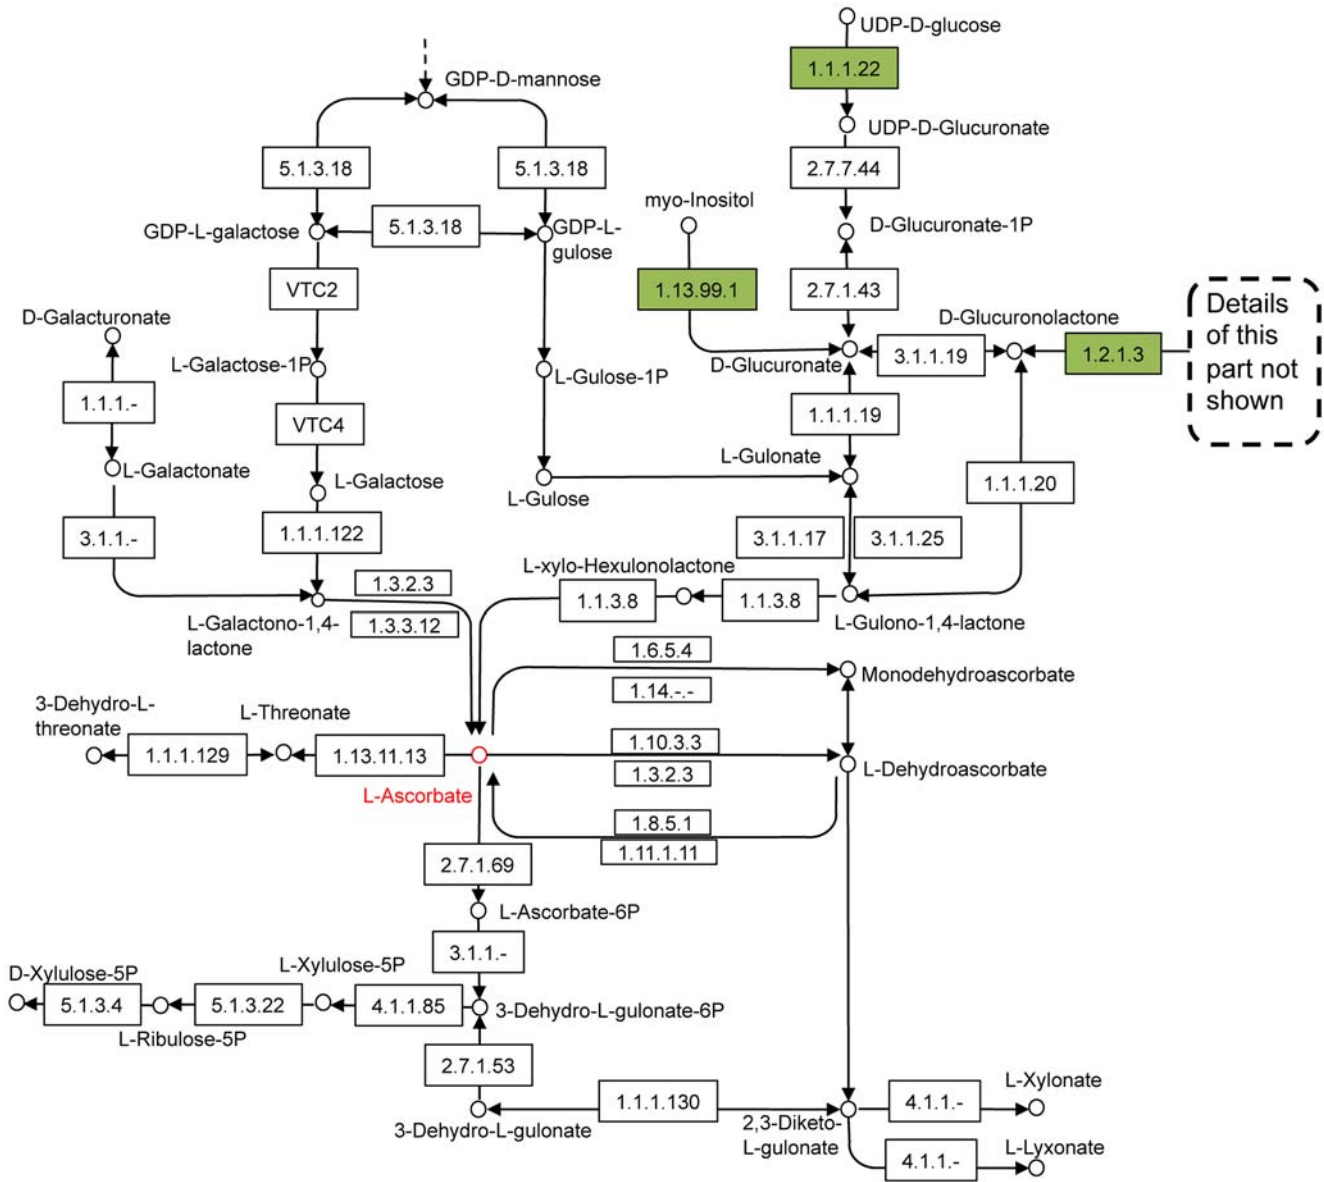 UDP-D-glucose
1.1.1.22
GDP-D-mannose
UDP-D-Glucuronate
5.1.3.18
5.1.3.18
2.7.7.44
myo-Inositol
GDP-L-galactose
5.1.3.18
GDP-L-
gulose
D-Glucuronate-1P
VTC2
1.13.99.1
2.7.1.43
D-Galacturonate
D-Glucuronolactone
Details
of this
part not
shown
L-Galactose-1P
L-Gulose-1P
D-Glucuronate
3.1.1.19
1.2.1.3
1.1.1.-
VTC4
1.1.1.19
L-Galactonate
L-Galactose
L-Gulonate
L-Gulose
1.1.1.20
3.1.1.-
1.1.1.122
3.1.1.17
3.1.1.25
L-xylo-Hexulonolactone
1.3.2.3
1.1.3.8
1.1.3.8
L-Galactono-1,4-
lactone
1.3.3.12
L-Gulono-1,4-lactone
1.6.5.4
Monodehydroascorbate
1.14.-.-
3-Dehydro-L-
threonate
L-Threonate
1.1.1.129
1.13.11.13
1.10.3.3
L-Dehydroascorbate
1.3.2.3
L-Ascorbate
1.8.5.1
1.11.1.11
2.7.1.69
L-Ascorbate-6P
3.1.1.-
D-Xylulose-5P
L-Xylulose-5P
5.1.3.4
5.1.3.22
4.1.1.85
3-Dehydro-L-gulonate-6P
L-Ribulose-5P
2.7.1.53
L-Xylonate
1.1.1.130
4.1.1.-
3-Dehydro-L-gulonate
2,3-Diketo-
L-gulonate
L-Lyxonate
4.1.1.-